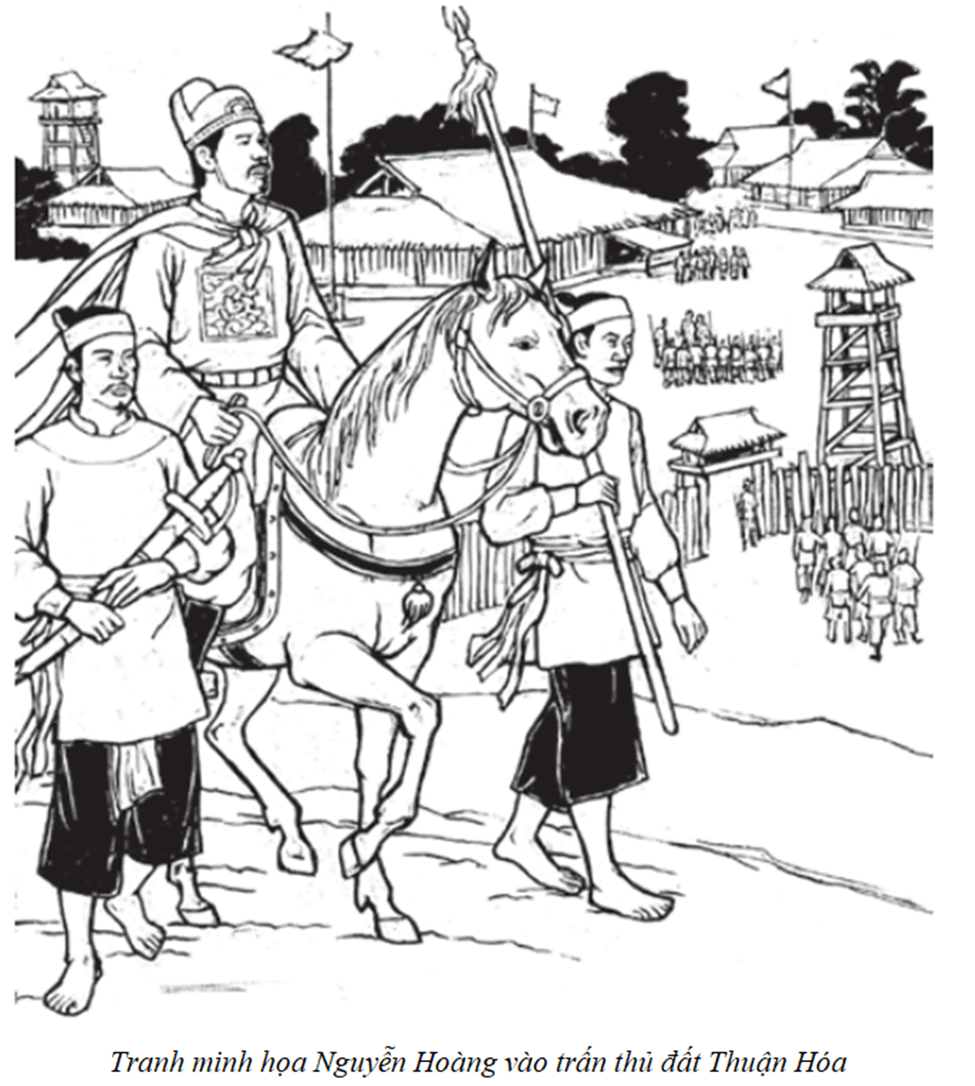 Tranh minh họa Nguyễn Hoàng vào trấn thủ đất Thuận Hóa